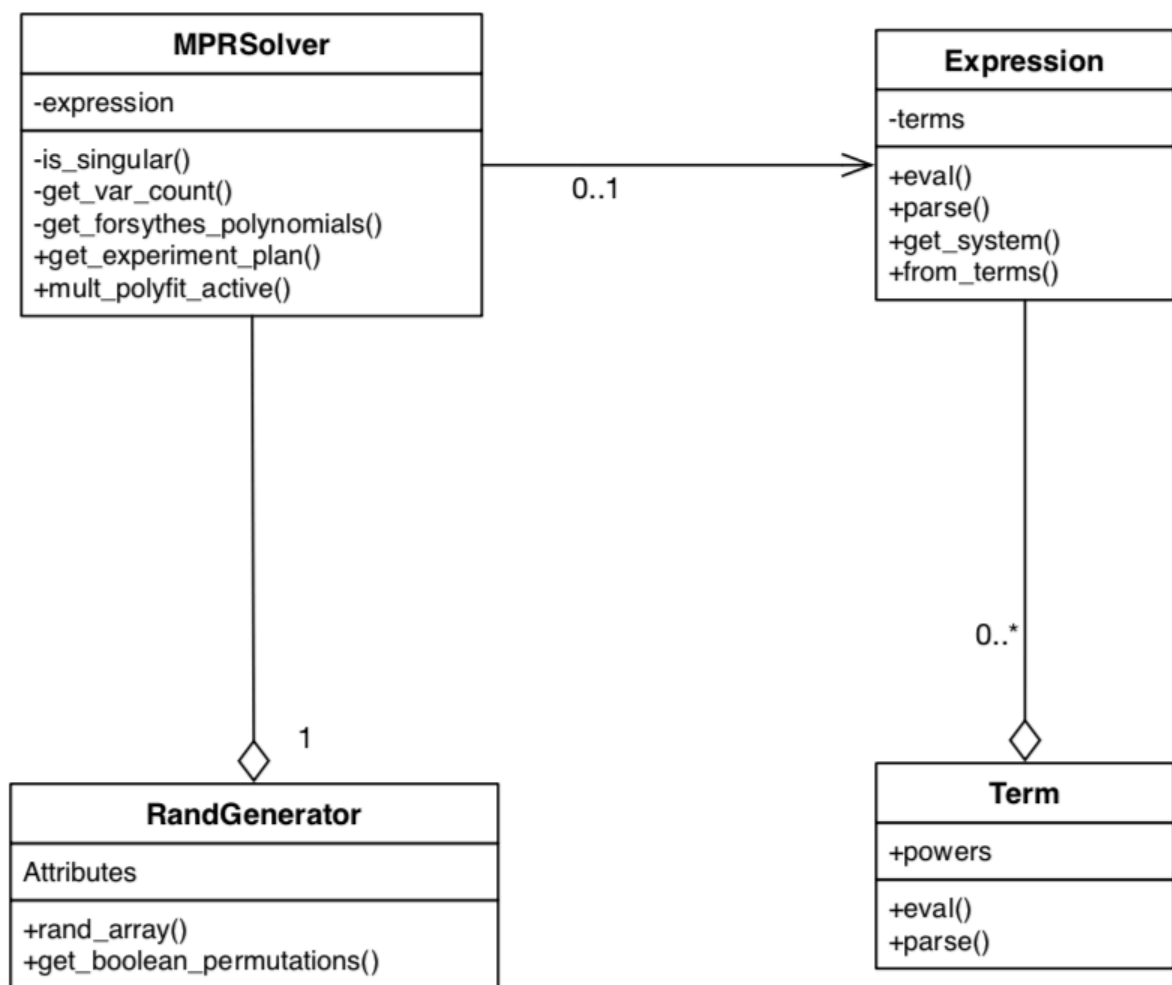 MPRSolver
-expression
-is_singular()
-get_var_count()
-get_forsythes_polynomials()
+get_experiment_plan()
+mult_polyfit_active()
0..1
Expression
-terms
+eval()
+parse()
+get_system()
+from_terms()
1
RandGenerator
Attributes
+rand_array()
+get_boolean_permutations()
0..*
Term
+powers
+eval()
+parse()